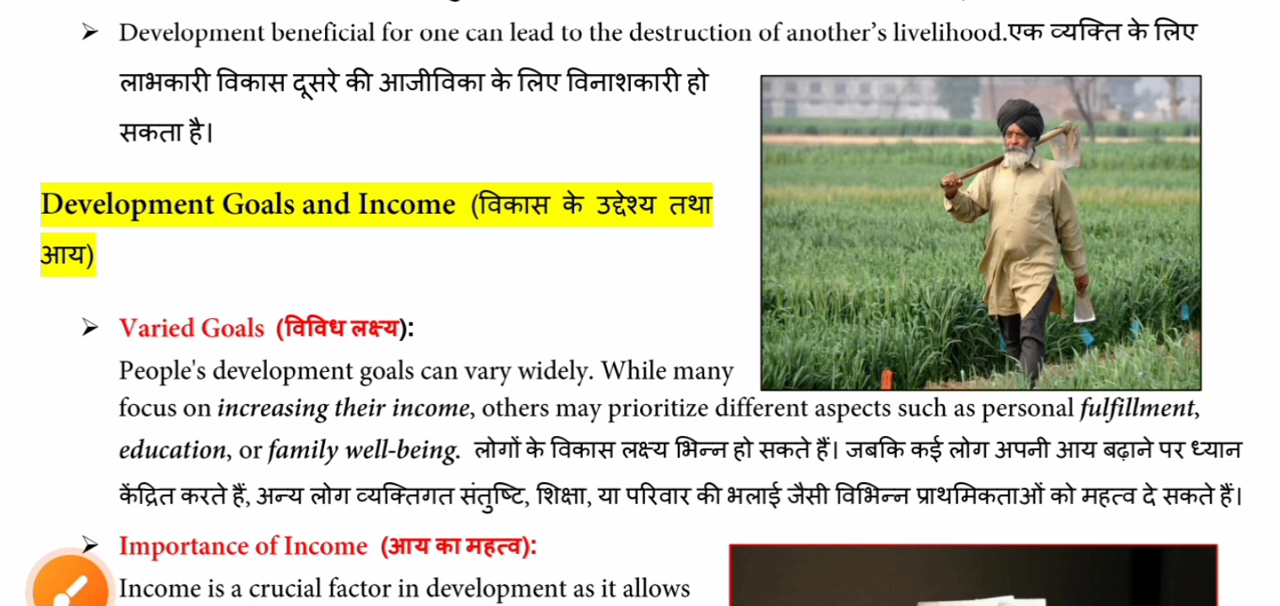 ➢ Development beneficial for one can lead to the destruction of another’s livelihood.एक व्यक्ति के लिए
लाभकारी विकास दूसरे की आजीविका के लिए विनाशकारी हो
सकता है।
Development Goals and Income (विकास के उद्देश्य तथा
आय)
➢ Varied Goals (विविध लक्ष्य):
People's development goals can vary widely. While many
focus on increasing their income, others may prioritize different aspects such as personal fulfillment,
education, or family well-being. लोगों के विकास लक्ष्य भिन्न हो सकते हैं। जबकि कई लोग अपनी आय बढ़ाने पर ध्यान
केंद्रित करते हैं, अन्य लोग व्यक्तिगत संतुष्टि, शिक्षा, या परिवार की भलाई जैसी विभिन्न प्राथमिकताओं को महत्व दे सकते हैं।
➢ Importance of Income (आय का महत्व):
Income is a crucial factor in development as it allows